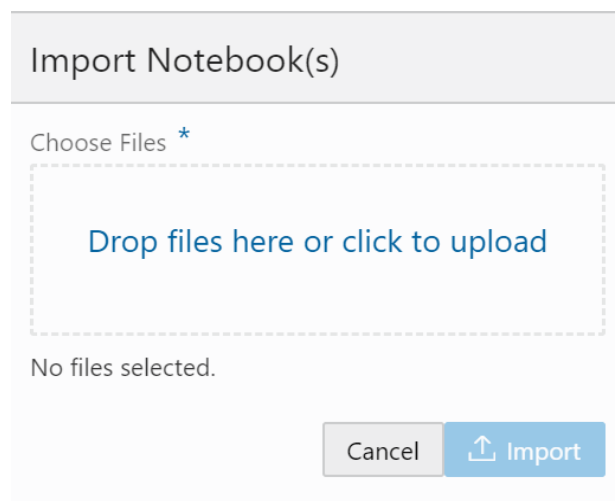 Import Notebook(s)
Choose Files *
Drop files here or click to upload
No files selected.
Cancel
Import